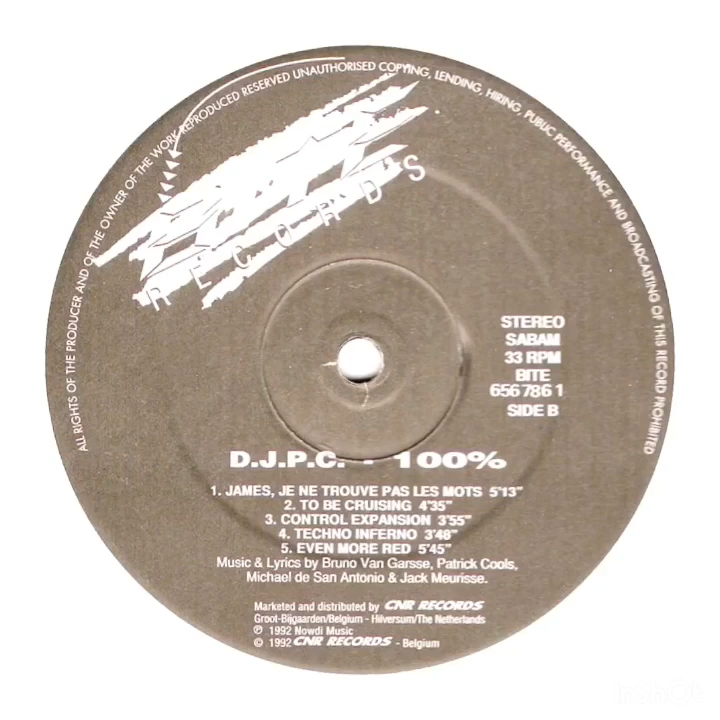 ALL RIGHTS OF THE PRODUCER AND OF THE OWNER OF THE WORK REPRODUCED RESERVED UNAUTHORISED COPYING, LENDING, HIRING, PUBLIC PERFORMANCE AND BROADCASTING OF THIS RECORD PROHIBITED
RECORDS
STEREO
SABAM
33 RPM
BITE
656 786 1
SIDE B
D.J.P.C. - 100%
1. JAMES, JE NE TROUVE PAS LES MOTS 5'13"
2. TO BE CRUISING 4'35"
3. CONTROL EXPANSION 3'55"
4. TECHNO INFERNO 3'48"
5. EVEN MORE RED 5'45"
Music & Lyrics by Bruno Van Garsse, Patrick Cools,
Michael de San Antonio & Jack Meurisse.
Marketed and distributed by CNR RECORDS
Groot-Bijgaarden/Belgium - Hilversum/The Netherlands
℗ 1992 Nowdi Music
© 1992 CNR RECORDS - Belgium